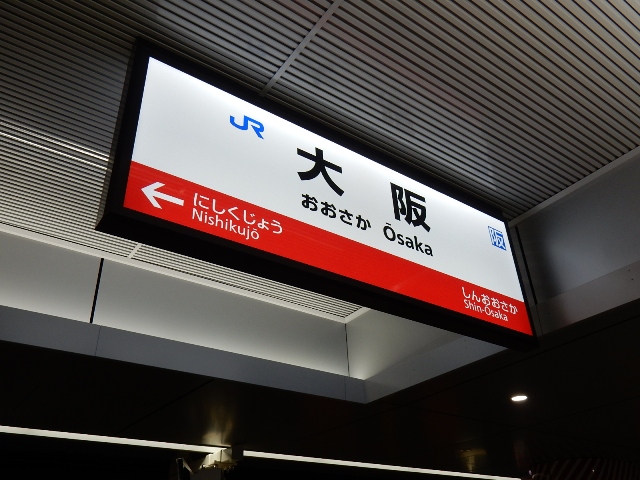 JR
大阪
おおさか Ōsaka
阪
にしくじょう
Nishikujō
しんおおさか
Shin-Ōsaka